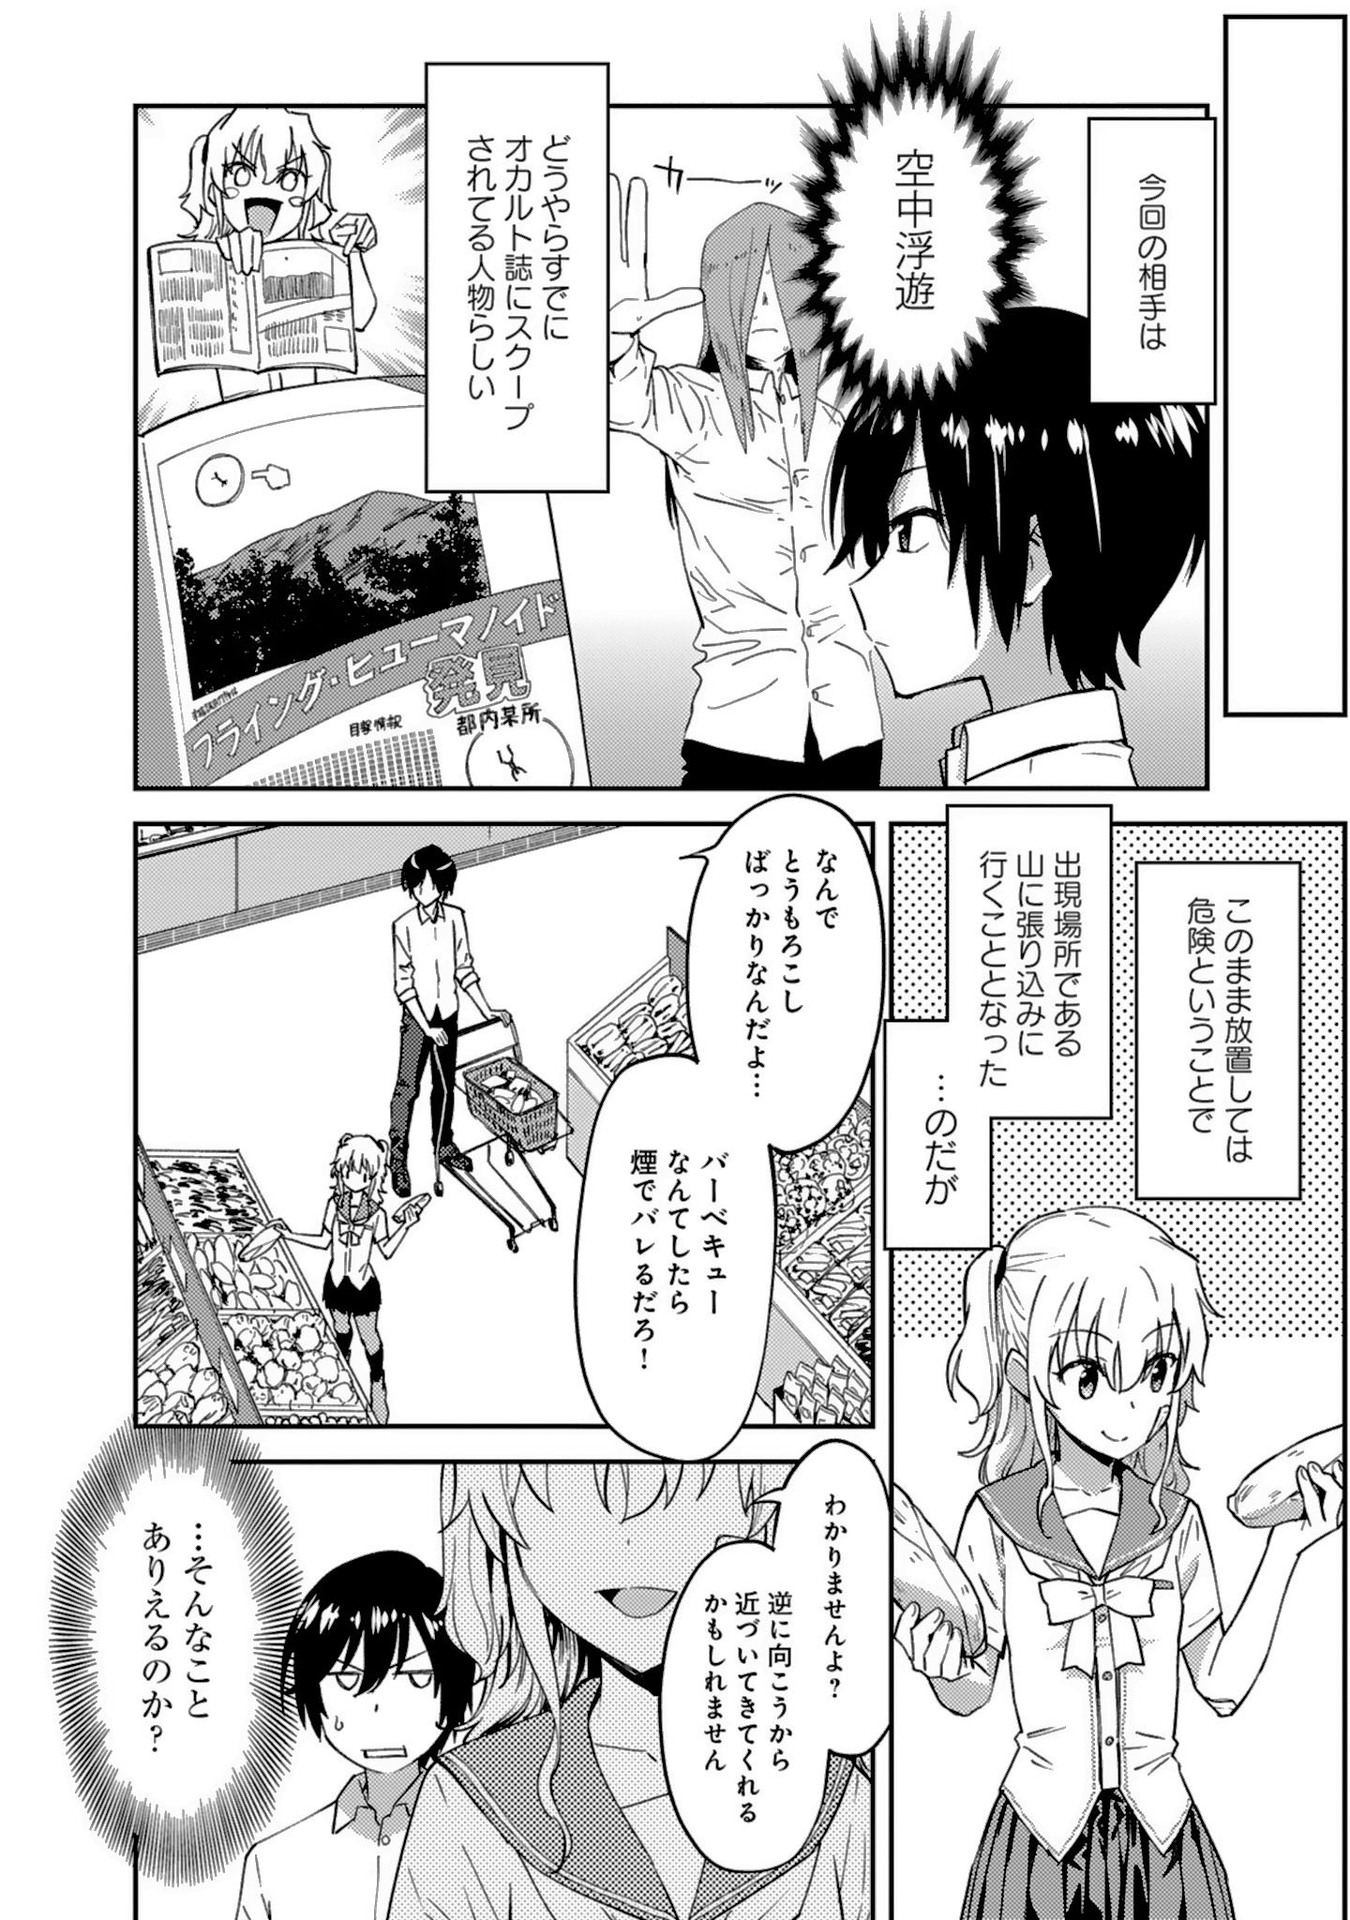 今回の相手は
空中浮遊
カーーッ
どうやらすでに
オカルト誌にスクープ
されてる人物らしい
フライング・ヒューマノイド
発見
目撃情報
都内某所
このまま放置しては
危険ということで
出現場所である
山に張り込みに
行くこととなった
…のだが
なんで
とうもろこし
ばっかりなんだよ…
バーベキュー
なんてしたら
煙でバレるだろ！
わかりませんよ？
逆に向こうから
近づいてきてくれる
かもしれません
…そんなこと
ありえるのか？